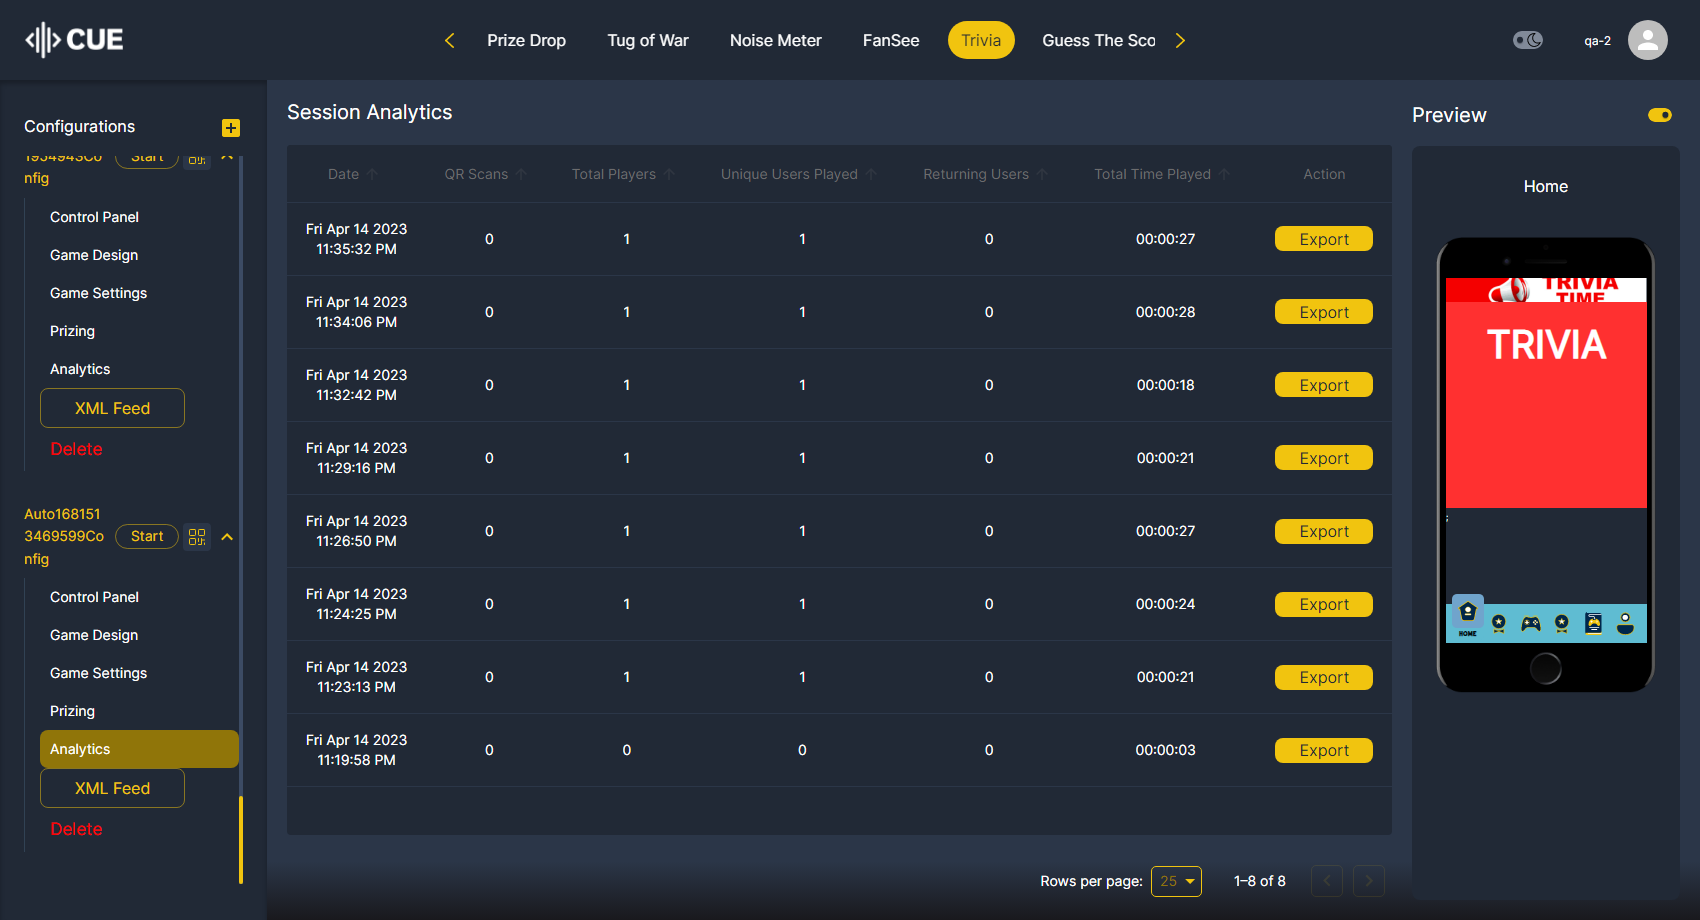 CUE
Prize Drop
Tug of War
Noise Meter
FanSee
Trivia
Guess The Sco
qa-2
Configurations
1954943Co
nfig
Start
Control Panel
Game Design
Game Settings
Prizing
Analytics
XML Feed
Delete
Auto168151
3469599Co
nfig
Start
Control Panel
Game Design
Game Settings
Prizing
Analytics
XML Feed
Delete
Session Analytics
Date QR Scans Total Players Unique Users Played Returning Users Total Time Played Action
Fri Apr 14 2023
11:35:32 PM 0 1 1 0 00:00:27 Export
Fri Apr 14 2023
11:34:06 PM 0 1 1 0 00:00:28 Export
Fri Apr 14 2023
11:32:42 PM 0 1 1 0 00:00:18 Export
Fri Apr 14 2023
11:29:16 PM 0 1 1 0 00:00:21 Export
Fri Apr 14 2023
11:26:50 PM 0 1 1 0 00:00:27 Export
Fri Apr 14 2023
11:24:25 PM 0 1 1 0 00:00:24 Export
Fri Apr 14 2023
11:23:13 PM 0 1 1 0 00:00:21 Export
Fri Apr 14 2023
11:19:58 PM 0 0 0 0 00:00:03 Export
Rows per page: 25 1–8 of 8
Preview
Home
TRIVIA
TIME
TRIVIA
;
HOME